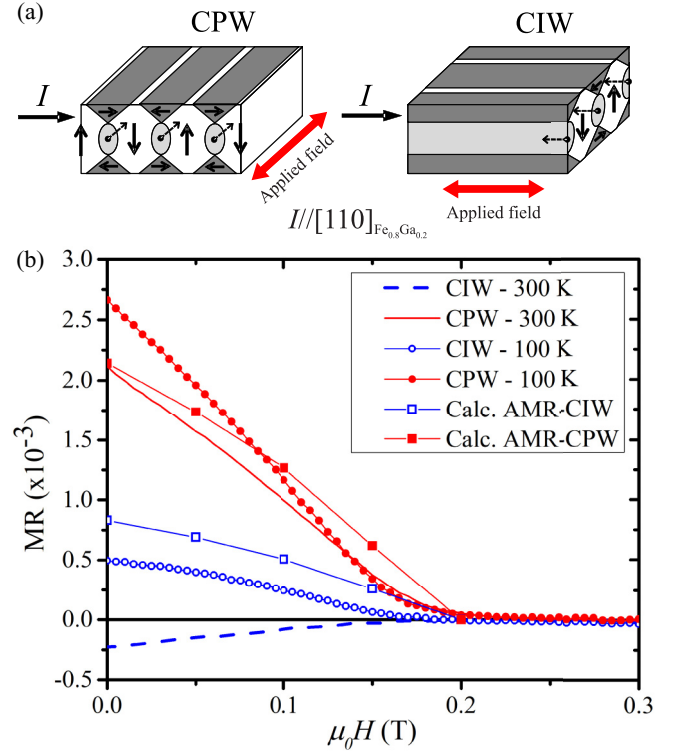 (a)
CPW
CIW
I
I
Applied field
Applied field
I//[110]Fe0.8Ga0.2
(b)
3.0
2.5
2.0
1.5
1.0
0.5
0.0
-0.5
MR (x10⁻³)
CIW - 300 K
CPW - 300 K
CIW - 100 K
CPW - 100 K
Calc. AMR-CIW
Calc. AMR-CPW
0.0 0.1 0.2 0.3
μ₀H (T)